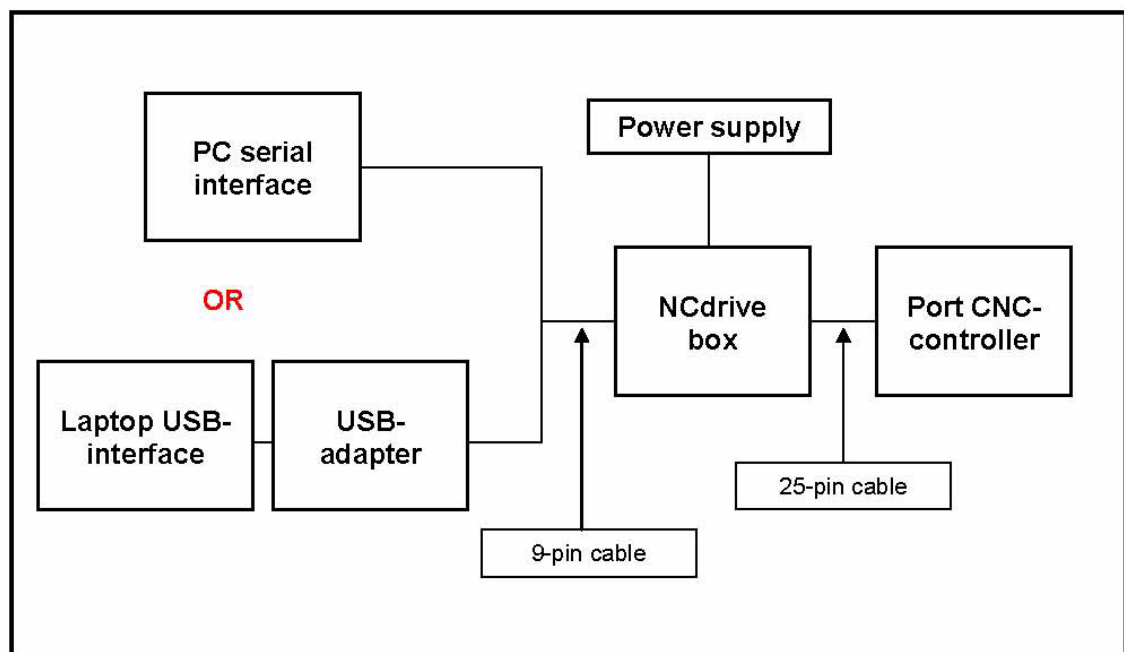 Power supply
PC serial
interface
OR
NCdrive
box
Port CNC-
controller
Laptop USB-
interface
USB-
adapter
25-pin cable
9-pin cable